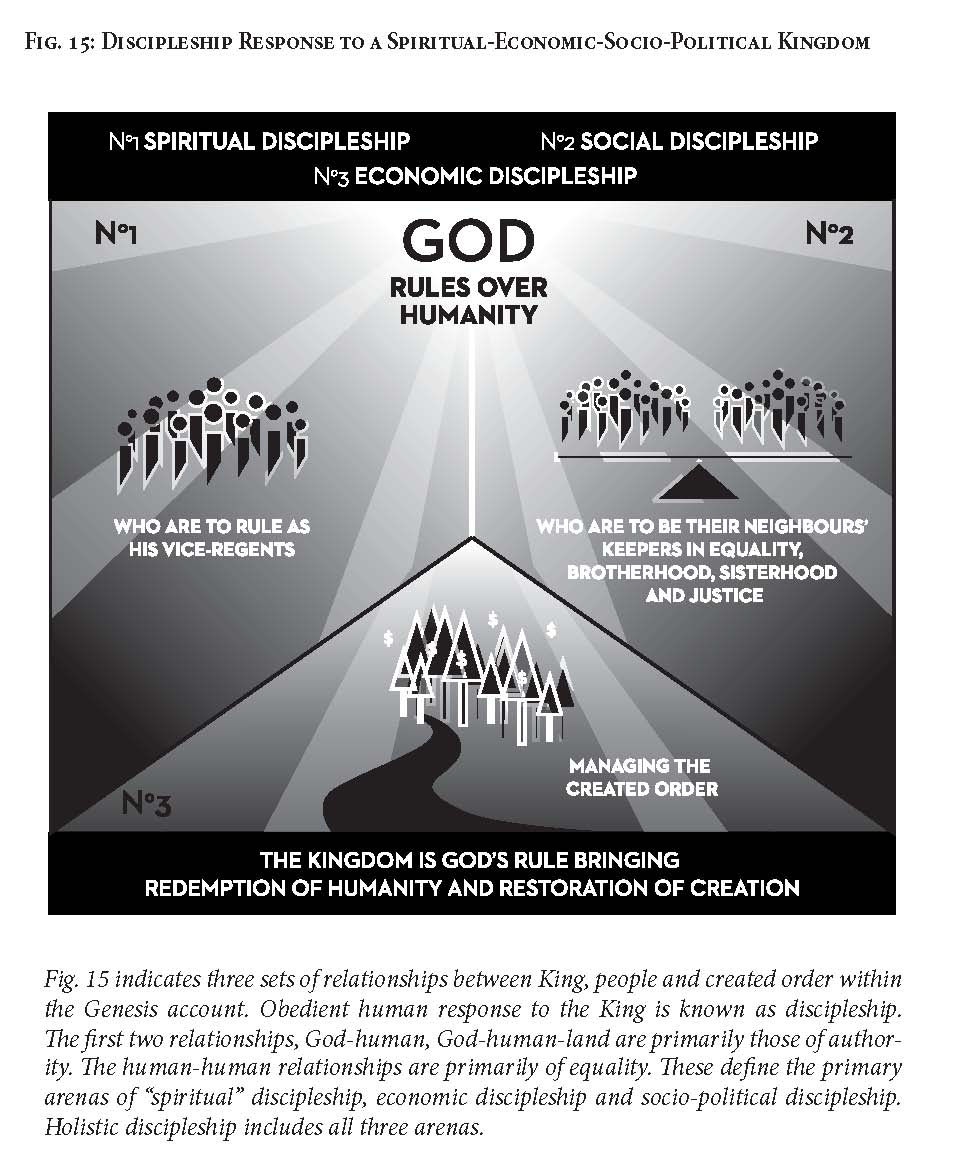 Fig. 15: Discipleship Response to a Spiritual-Economic-Socio-Political Kingdom
Nº1 SPIRITUAL DISCIPLESHIP
Nº2 SOCIAL DISCIPLESHIP
Nº3 ECONOMIC DISCIPLESHIP
Nº1
GOD
RULES OVER
HUMANITY
Nº2
WHO ARE TO RULE AS
HIS VICE-REGENTS
WHO ARE TO BE THEIR NEIGHBOURS'
KEEPERS IN EQUALITY,
BROTHERHOOD, SISTERHOOD
AND JUSTICE
$ $ $ $ $ $
MANAGING THE
CREATED ORDER
Nº3
THE KINGDOM IS GOD'S RULE BRINGING
REDEMPTION OF HUMANITY AND RESTORATION OF CREATION
Fig. 15 indicates three sets of relationships between King, people and created order within
the Genesis account. Obedient human response to the King is known as discipleship.
The first two relationships, God-human, God-human-land are primarily those of author-
ity. The human-human relationships are primarily of equality. These define the primary
arenas of “spiritual” discipleship, economic discipleship and socio-political discipleship.
Holistic discipleship includes all three arenas.